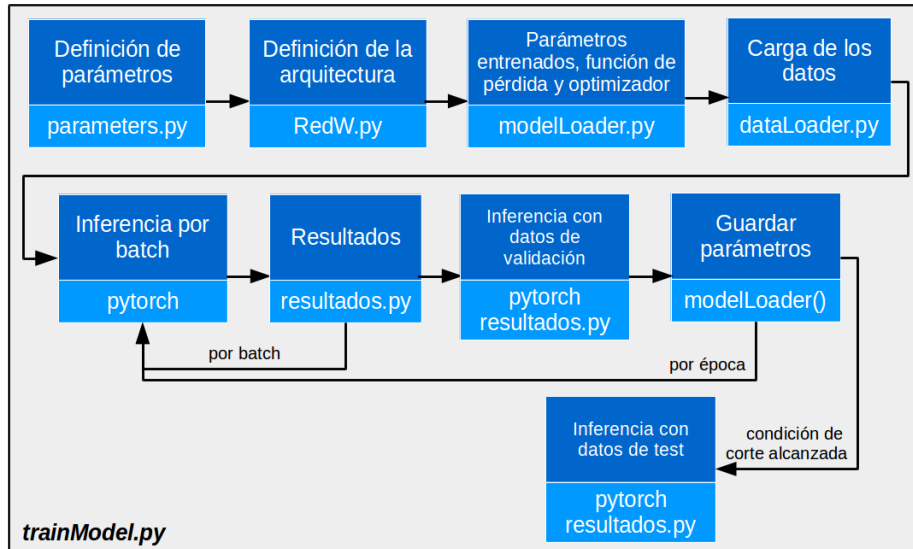 Definición de
parámetros
parameters.py
Definición de la
arquitectura
RedW.py
Parámetros
entrenados, función de
pérdida y optimizador
modelLoader.py
Carga de los
datos
dataLoader.py
Inferencia por
batch
pytorch
Resultados
resultados.py
Inferencia con
datos de
validación
pytorch
resultados.py
Guardar
parámetros
modelLoader()
por batch
por época
condición de
corte alcanzada
Inferencia con
datos de test
pytorch
resultados.py
trainModel.py